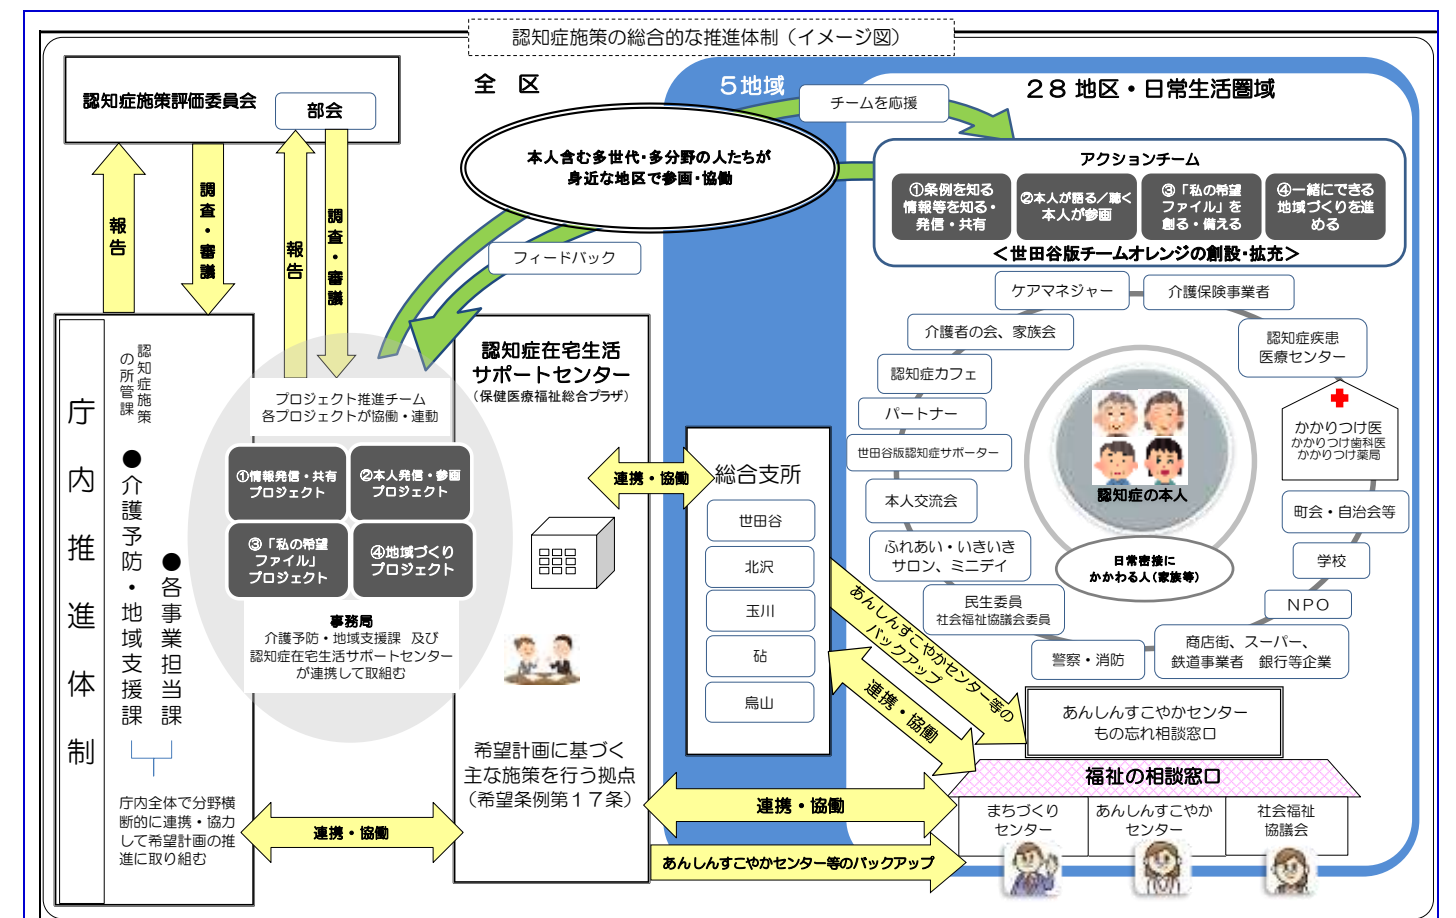 認知症施策の総合的な推進体制（イメージ図）
認知症施策評価委員会
部会
全　区
５地域
２８ 地区・日常生活圏域
チームを応援
本人含む多世代・多分野の人たちが
身近な地区で参画・協働
アクションチーム
①条例を知る
情報等を知る・
発信・共有
②本人が語る／聴く
本人が参画
③「私の希望
ファイル」を
創る・備える
④一緒にできる
地域づくりを進
める
＜世田谷版チームオレンジの創設・拡充＞
フィードバック
報告
調査・審議
報告
調査・審議
庁内推進体制
認知症施策
の所管課
●介護予防・地域支援課
●各事業担当課
庁内全体で分野横
断的に連携・協力
して希望計画の推
進に取り組む
プロジェクト推進チーム
各プロジェクトが協働・連動
①情報発信・共有
プロジェクト
②本人発信・参画
プロジェクト
③「私の希望
ファイル」
プロジェクト
④地域づくり
プロジェクト
事務局
介護予防・地域支援課　及び
認知症在宅生活サポートセンター
が連携して取組む
連携・協働
認知症在宅生活
サポートセンター
（保健医療福祉総合プラザ）
希望計画に基づく
主な施策を行う拠点
（希望条例第１７条）
連携・協働
総合支所
世田谷
北沢
玉川
砧
烏山
あんしんすこやかセンター等の
バックアップ
連携・協働
連携・協働
あんしんすこやかセンター等のバックアップ
ケアマネジャー
介護保険事業者
介護者の会、家族会
認知症疾患
医療センター
認知症カフェ
パートナー
世田谷版認知症サポーター
本人交流会
ふれあい・いきいき
サロン、ミニデイ
民生委員
社会福祉協議会委員
警察・消防
商店街、スーパー、
鉄道事業者　銀行等企業
ＮＰＯ
学校
町会・自治会等
かかりつけ医
かかりつけ歯科医
かかりつけ薬局
認知症の本人
日常密接に
かかわる人（家族等）
あんしんすこやかセンター
もの忘れ相談窓口
福祉の相談窓口
まちづくり
センター
あんしんすこやか
センター
社会福祉
協議会